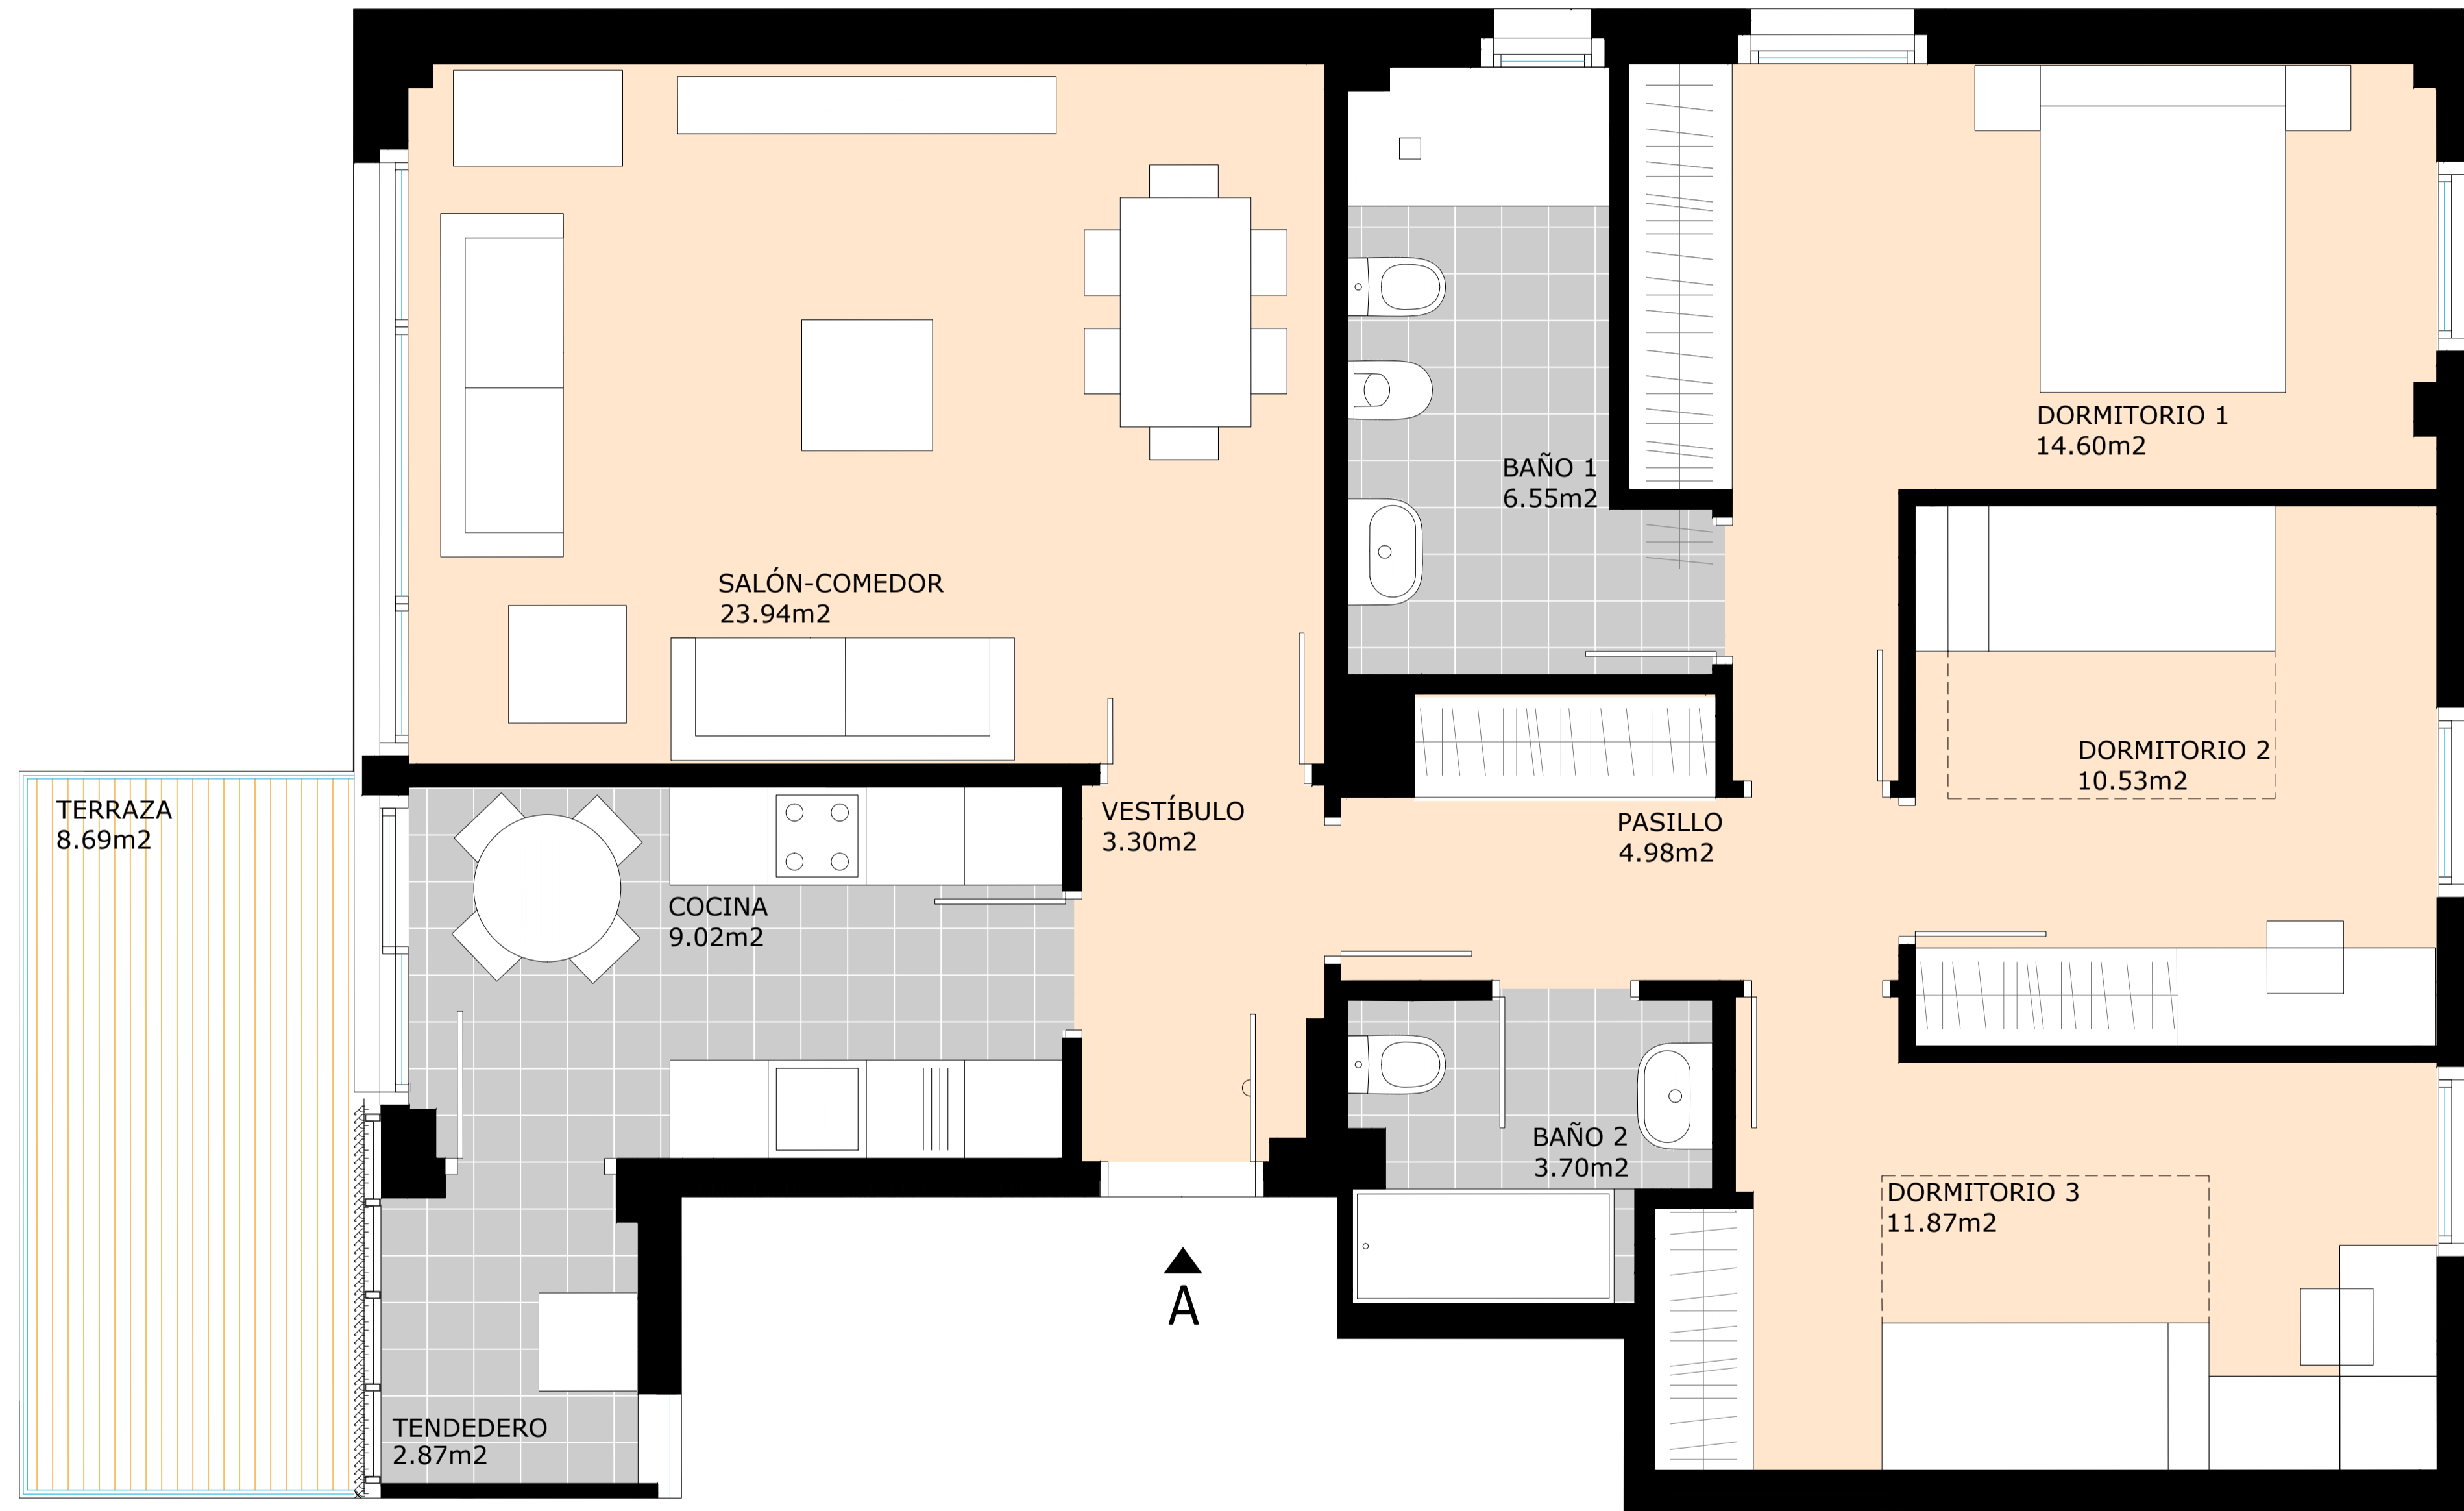 DORMITORIO 1
14.60m2
BAÑO 1
6.55m2
SALÓN-COMEDOR
23.94m2
DORMITORIO 2
10.53m2
TERRAZA
8.69m2
VESTÍBULO
3.30m2
PASILLO
4.98m2
COCINA
9.02m2
BAÑO 2
3.70m2
DORMITORIO 3
11.87m2
A
TENDEDERO
2.87m2